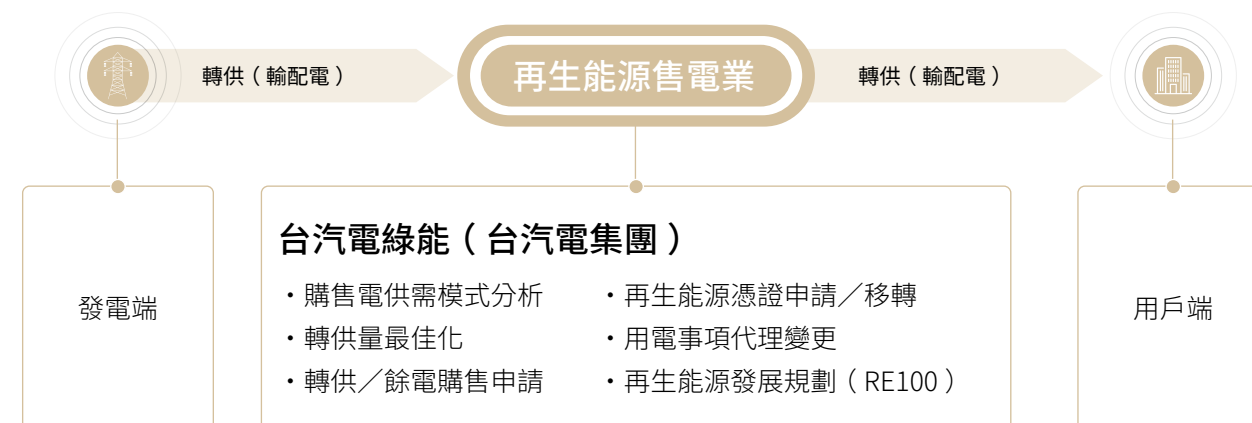 轉供（輸配電）
再生能源售電業
轉供（輸配電）
發電端
台汽電綠能（台汽電集團）
・購售電供需模式分析
・轉供量最佳化
・轉供／餘電購售申請
・再生能源憑證申請／移轉
・用電事項代理變更
・再生能源發展規劃（RE100）
用戶端